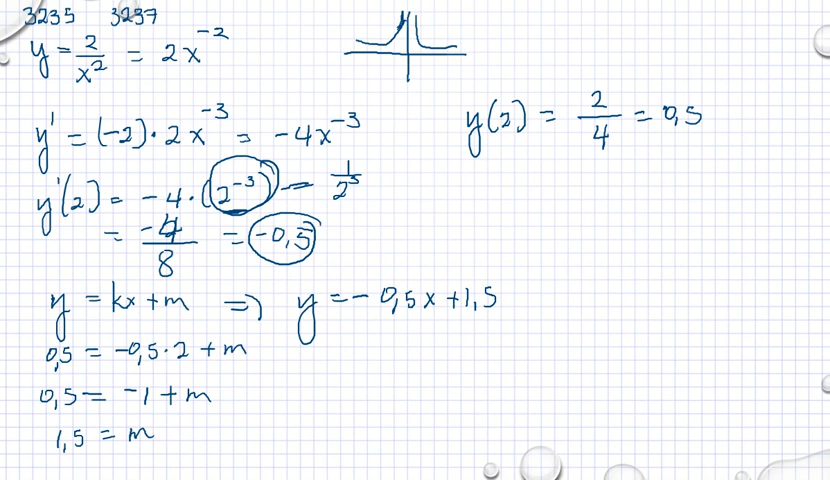 3235 3237
y = 2/x² = 2x⁻²
y' = (-2)·2x⁻³ = -4x⁻³
y(2) = 2/4 = 0,5
y'(2) = -4·(2⁻³) — 1/2³
= -4/8 = -0,5
y = kx+m => y = -0,5x+1,5
0,5 = -0,5·2 + m
0,5 = -1 + m
1,5 = m